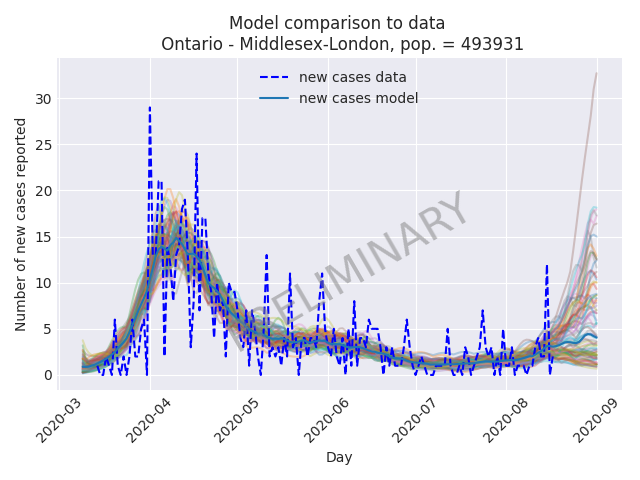 Model comparison to data
Ontario - Middlesex-London, pop. = 493931
new cases data
new cases model
Number of new cases reported
30
25
20
15
10
5
0
ELIMINARY
2020-03
2020-04
2020-05
2020-06
2020-07
2020-08
2020-09
Day